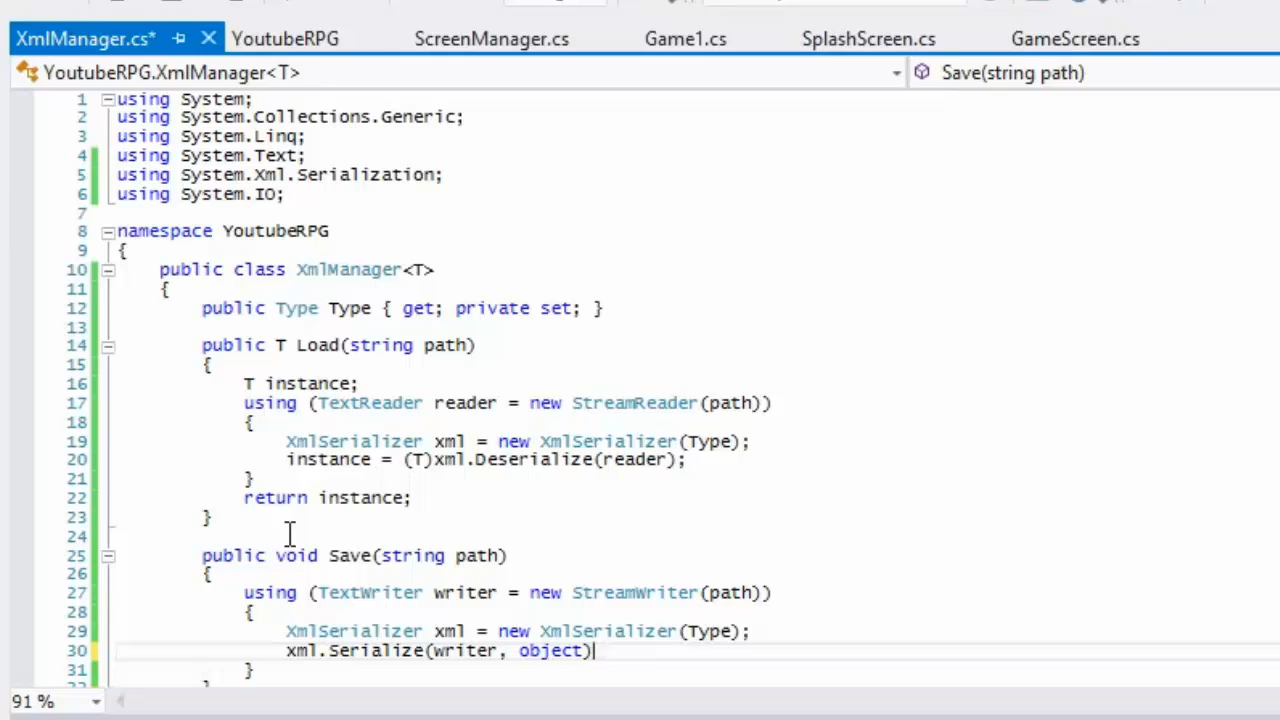 XmlManager.cs* YoutubeRPG ScreenManager.cs Game1.cs SplashScreen.cs GameScreen.cs
YoutubeRPG.XmlManager<T> Save(string path)
1 using System;
2 using System.Collections.Generic;
3 using System.Linq;
4 using System.Text;
5 using System.Xml.Serialization;
6 using System.IO;
7
8 namespace YoutubeRPG
9 {
10 public class XmlManager<T>
11 {
12 public Type Type { get; private set; }
13
14 public T Load(string path)
15 {
16 T instance;
17 using (TextReader reader = new StreamReader(path))
18 {
19 XmlSerializer xml = new XmlSerializer(Type);
20 instance = (T)xml.Deserialize(reader);
21 }
22 return instance;
23 }
24
25 public void Save(string path)
26 {
27 using (TextWriter writer = new StreamWriter(path))
28 {
29 XmlSerializer xml = new XmlSerializer(Type);
30 xml.Serialize(writer, object)
31 }
91 %